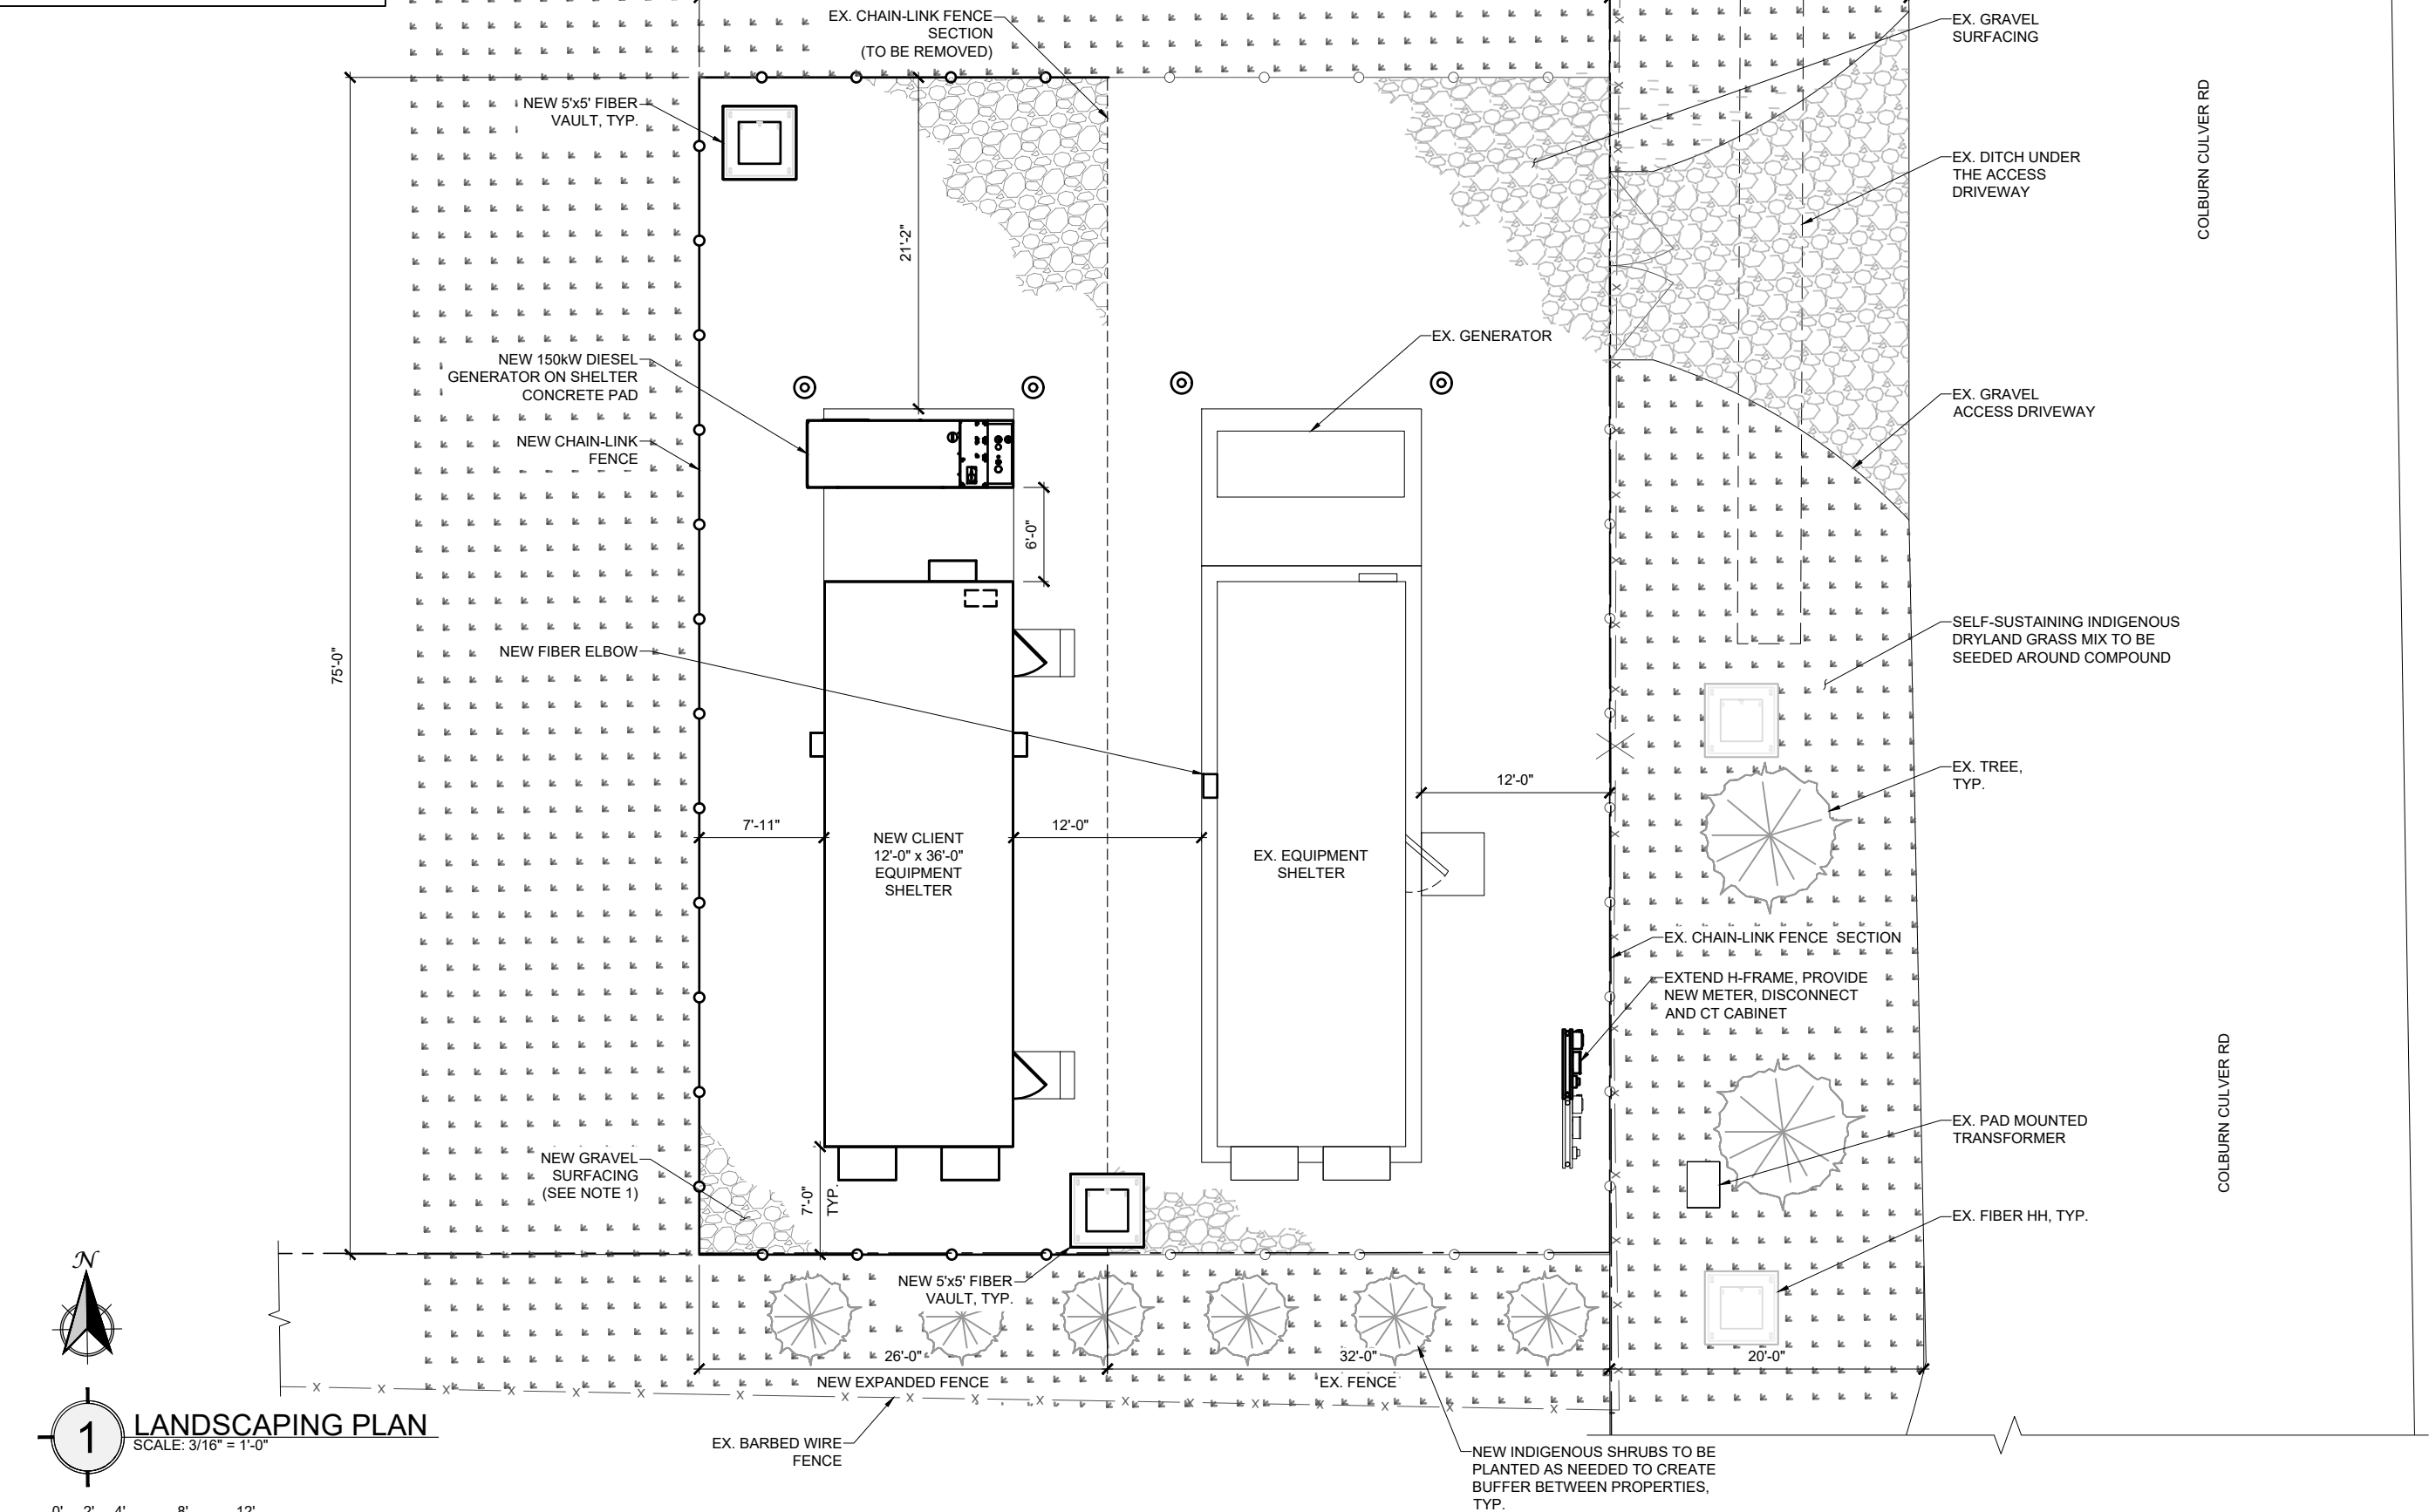 EX. CHAIN-LINK FENCE
SECTION
(TO BE REMOVED)
EX. GRAVEL
SURFACING
COLBURN CULVER RD
NEW 5'x5' FIBER
VAULT, TYP.
EX. DITCH UNDER
THE ACCESS
DRIVEWAY
21'-2"
EX. GENERATOR
NEW 150kW DIESEL
GENERATOR ON SHELTER
CONCRETE PAD
EX. GRAVEL
ACCESS DRIVEWAY
NEW CHAIN-LINK
FENCE
6'-0"
SELF-SUSTAINING INDIGENOUS
DRYLAND GRASS MIX TO BE
SEEDED AROUND COMPOUND
NEW FIBER ELBOW
75'-0"
EX. TREE,
TYP.
12'-0"
7'-11"
12'-0"
NEW CLIENT
12'-0" x 36'-0"
EQUIPMENT
SHELTER
EX. EQUIPMENT
SHELTER
EX. CHAIN-LINK FENCE SECTION
EXTEND H-FRAME, PROVIDE
NEW METER, DISCONNECT
AND CT CABINET
COLBURN CULVER RD
EX. PAD MOUNTED
TRANSFORMER
NEW GRAVEL
SURFACING
(SEE NOTE 1)
7'-0"
TYP.
EX. FIBER HH, TYP.
N
NEW 5'x5' FIBER
VAULT, TYP.
26'-0"
32'-0"
20'-0"
NEW EXPANDED FENCE
EX. FENCE
X X X X X X X X X X X X X X X X X X X X
1
LANDSCAPING PLAN
SCALE: 3/16" = 1'-0"
EX. BARBED WIRE
FENCE
NEW INDIGENOUS SHRUBS TO BE
PLANTED AS NEEDED TO CREATE
BUFFER BETWEEN PROPERTIES,
TYP.
0' 2' 4' 8' 12'